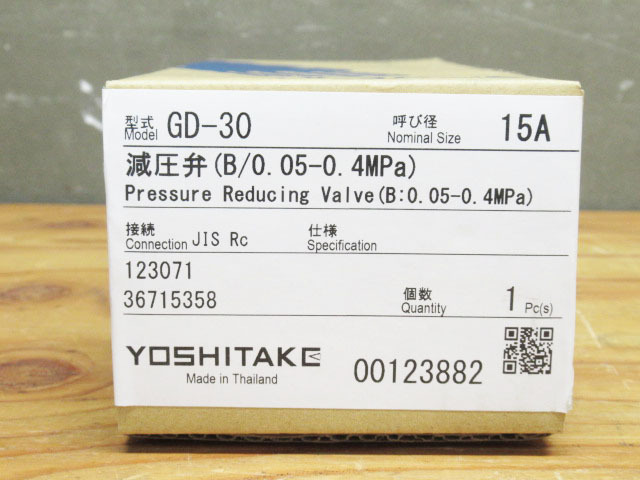 型式 Model GD-30 呼び径 Nominal Size 15A
減圧弁(B/0.05-0.4MPa)
Pressure Reducing Valve(B:0.05-0.4MPa)
接続 Connection JIS Rc 仕様 Specification
123071
36715358 個数 Quantity 1 Pc(s)
YOSHITAKE
Made in Thailand 00123882